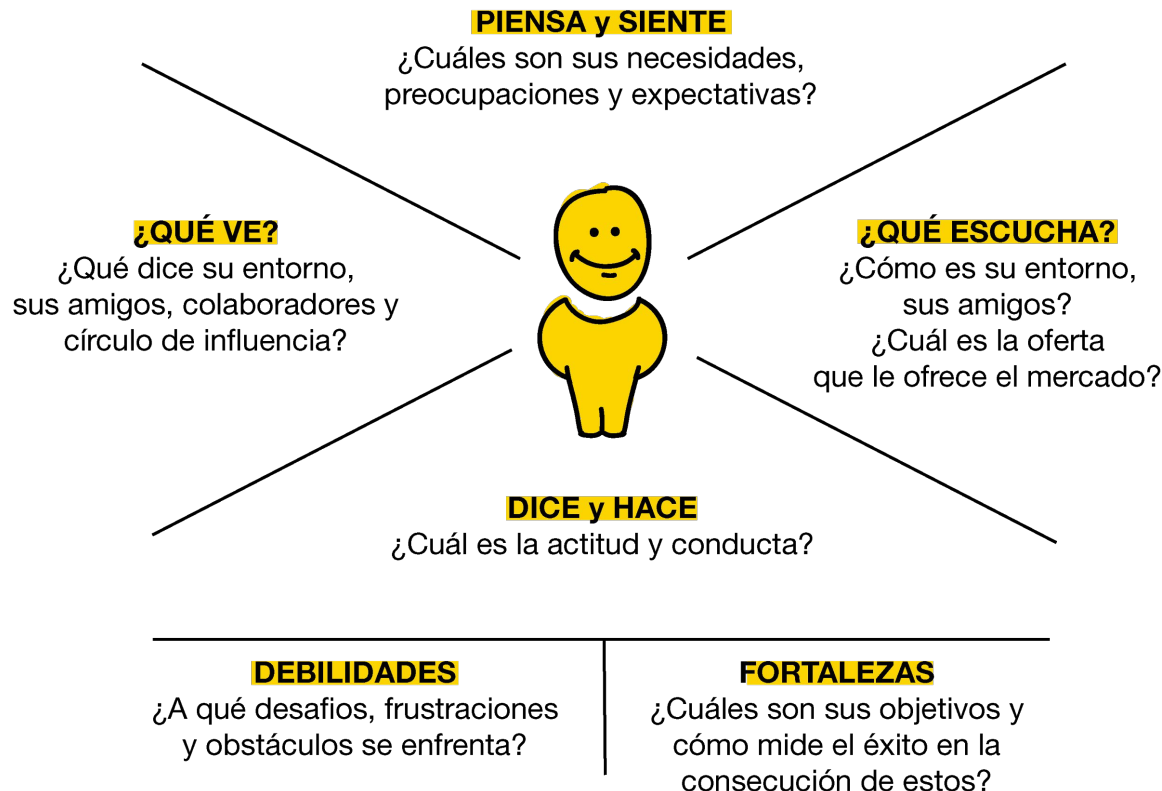 PIENSA y SIENTE
¿Cuáles son sus necesidades,
preocupaciones y expectativas?
¿QUÉ VE?
¿Qué dice su entorno,
sus amigos, colaboradores y
círculo de influencia?
¿QUÉ ESCUCHA?
¿Cómo es su entorno,
sus amigos?
¿Cuál es la oferta
que le ofrece el mercado?
DICE y HACE
¿Cuál es la actitud y conducta?
DEBILIDADES
¿A qué desafios, frustraciones
y obstáculos se enfrenta?
FORTALEZAS
¿Cuáles son sus objetivos y
cómo mide el éxito en la
consecución de estos?